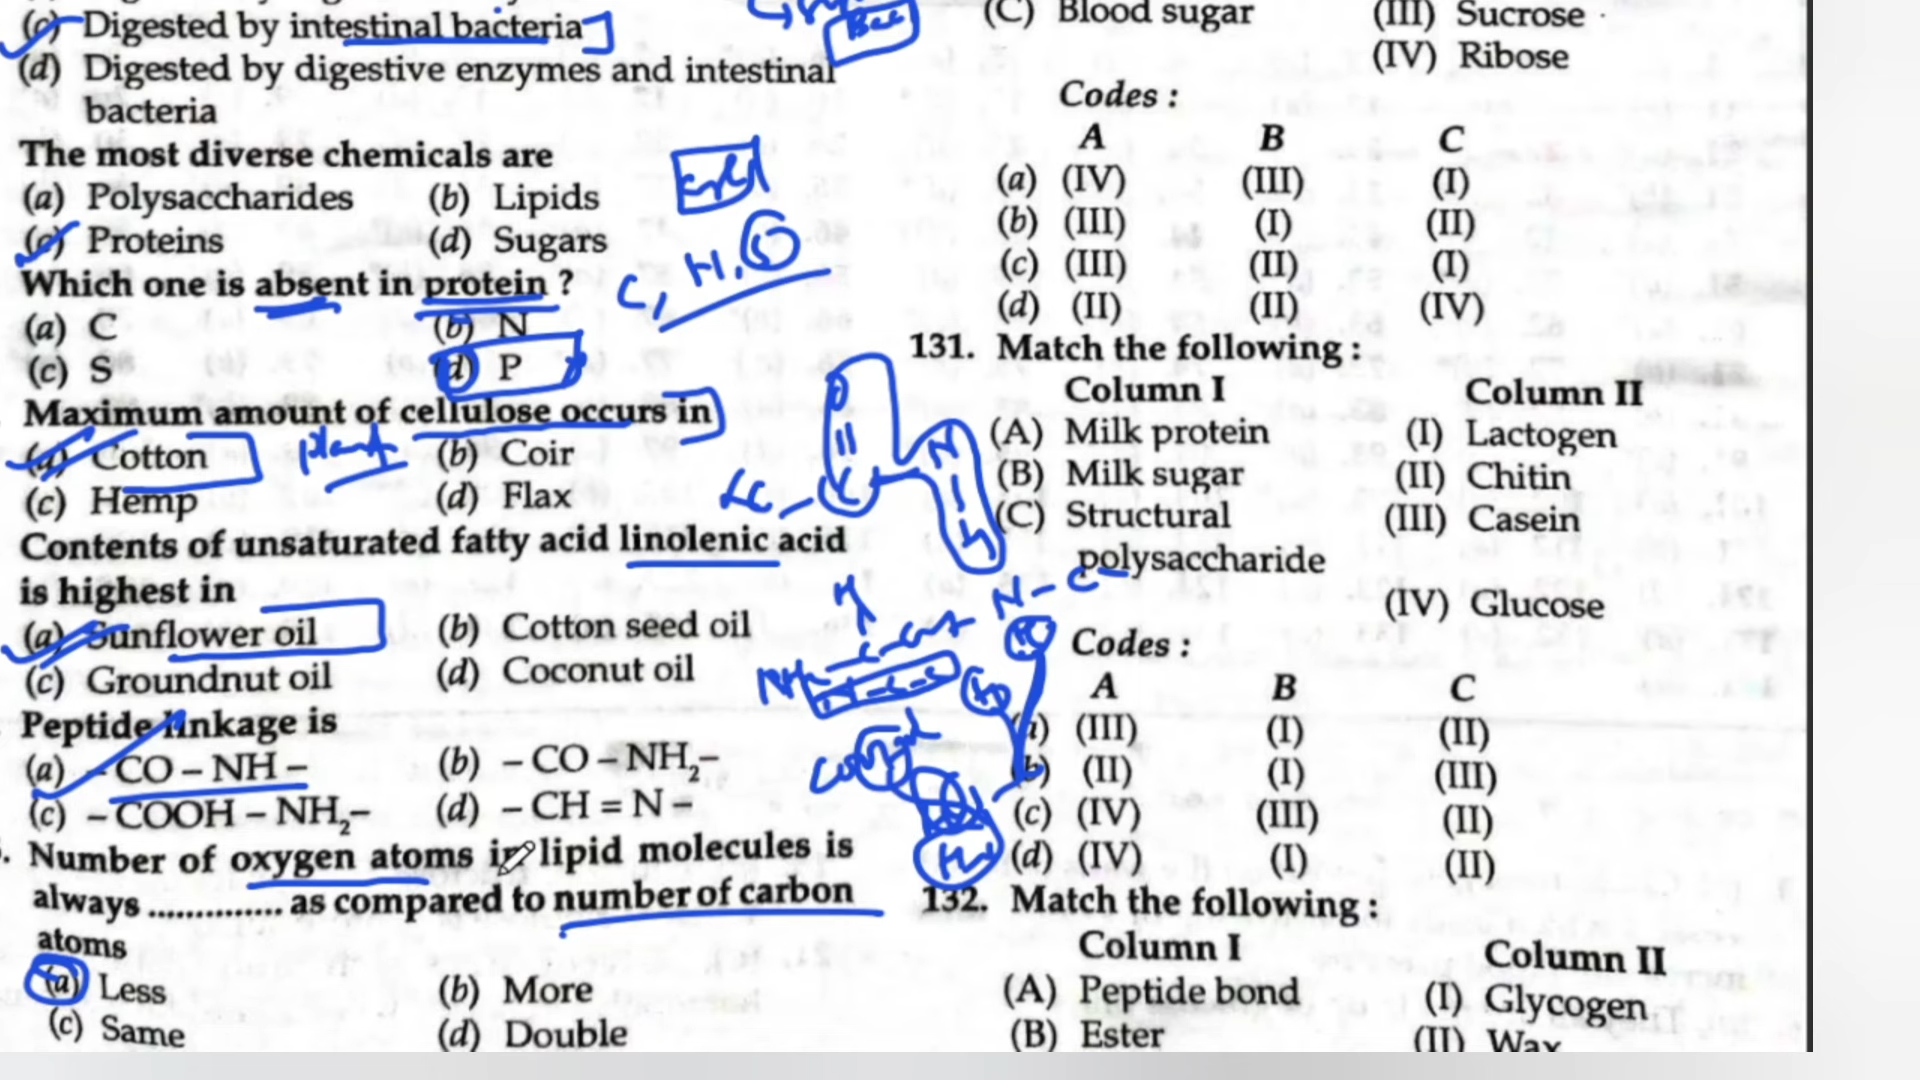 (c) Digested by intestinal bacteria
(d) Digested by digestive enzymes and intestinal
bacteria
The most diverse chemicals are
(a) Polysaccharides (b) Lipids
(c) Proteins (d) Sugars
Which one is absent in protein ?
(a) C (b) N
(c) S (d) P
Maximum amount of cellulose occurs in
(a) Cotton (b) Coir
(c) Hemp (d) Flax
Contents of unsaturated fatty acid linolenic acid
is highest in
(a) Sunflower oil (b) Cotton seed oil
(c) Groundnut oil (d) Coconut oil
Peptide linkage is
(a) – CO – NH – (b) – CO – NH₂–
(c) – COOH – NH₂– (d) – CH = N –
Number of oxygen atoms in lipid molecules is
always .............. as compared to number of carbon
atoms
(a) Less (b) More
(c) Same (d) Double
C, H, O
plant
(C) Blood sugar (III) Sucrose
(IV) Ribose
Codes :
A B C
(a) (IV) (III) (I)
(b) (III) (I) (II)
(c) (III) (II) (I)
(d) (II) (II) (IV)
131. Match the following :
Column I Column II
(A) Milk protein (I) Lactogen
(B) Milk sugar (II) Chitin
(C) Structural (III) Casein
polysaccharide
(IV) Glucose
Codes :
A B C
(a) (III) (I) (II)
(b) (II) (I) (III)
(c) (IV) (III) (II)
(d) (IV) (I) (II)
132. Match the following :
Column I Column II
(A) Peptide bond (I) Glycogen
(B) Ester (II) Wax